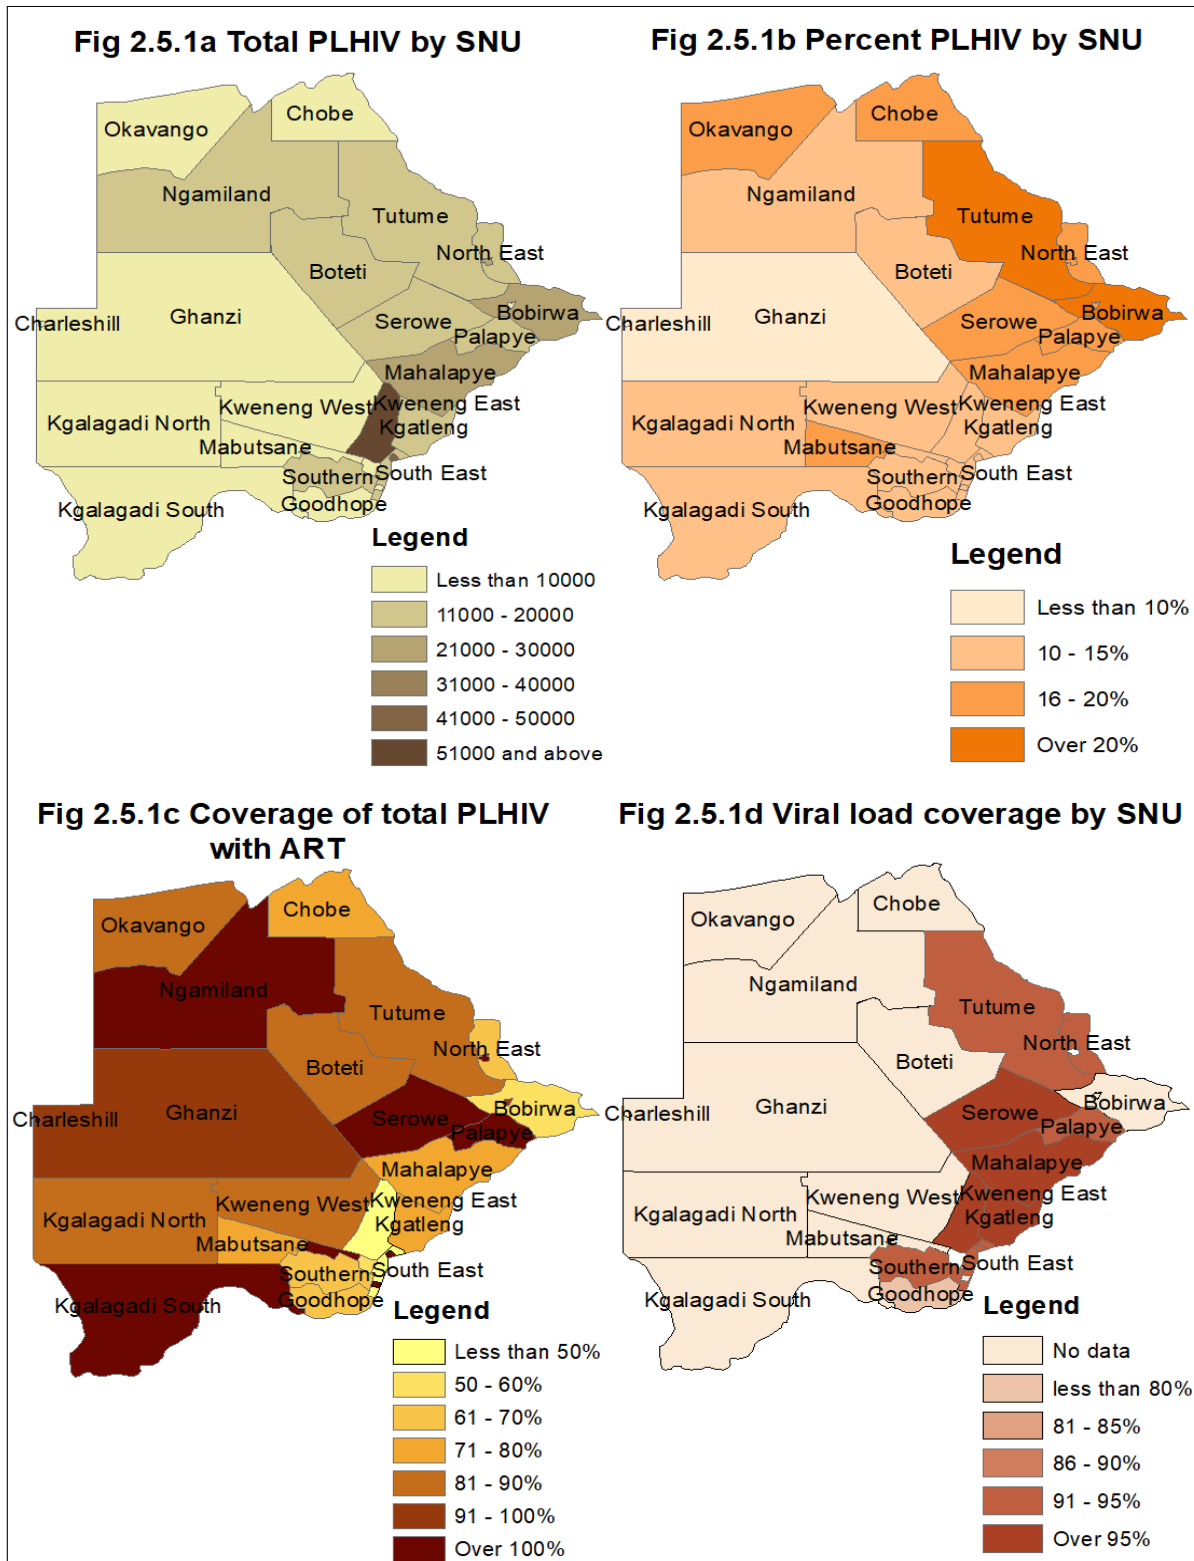 Fig 2.5.1a Total PLHIV by SNU
Okavango
Chobe
Ngamiland
Tutume
North East
Boteti
Bobirwa
Charleshill
Ghanzi
Serowe
Palapye
Mahalapye
Kgalagadi North
Kweneng West
Kweneng East
Kgatleng
Mabutsane
Southern
South East
Goodhope
Kgalagadi South
Legend
Less than 10000
11000 - 20000
21000 - 30000
31000 - 40000
41000 - 50000
51000 and above
Fig 2.5.1b Percent PLHIV by SNU
Okavango
Chobe
Ngamiland
Tutume
North East
Boteti
Bobirwa
Charleshill
Ghanzi
Serowe
Palapye
Mahalapye
Kgalagadi North
Kweneng West
Kweneng East
Kgatleng
Mabutsane
Southern
South East
Goodhope
Kgalagadi South
Legend
Less than 10%
10 - 15%
16 - 20%
Over 20%
Fig 2.5.1c Coverage of total PLHIV
with ART
Okavango
Chobe
Ngamiland
Tutume
North East
Boteti
Bobirwa
Charleshill
Ghanzi
Serowe
Palapye
Mahalapye
Kgalagadi North
Kweneng West
Kweneng East
Kgatleng
Mabutsane
Southern
South East
Goodhope
Kgalagadi South
Legend
Less than 50%
50 - 60%
61 - 70%
71 - 80%
81 - 90%
91 - 100%
Over 100%
Fig 2.5.1d Viral load coverage by SNU
Okavango
Chobe
Ngamiland
Tutume
North East
Boteti
Bobirwa
Charleshill
Ghanzi
Serowe
Palapye
Mahalapye
Kgalagadi North
Kweneng West
Kweneng East
Kgatleng
Mabutsane
Southern
South East
Goodhope
Kgalagadi South
Legend
No data
less than 80%
81 - 85%
86 - 90%
91 - 95%
Over 95%